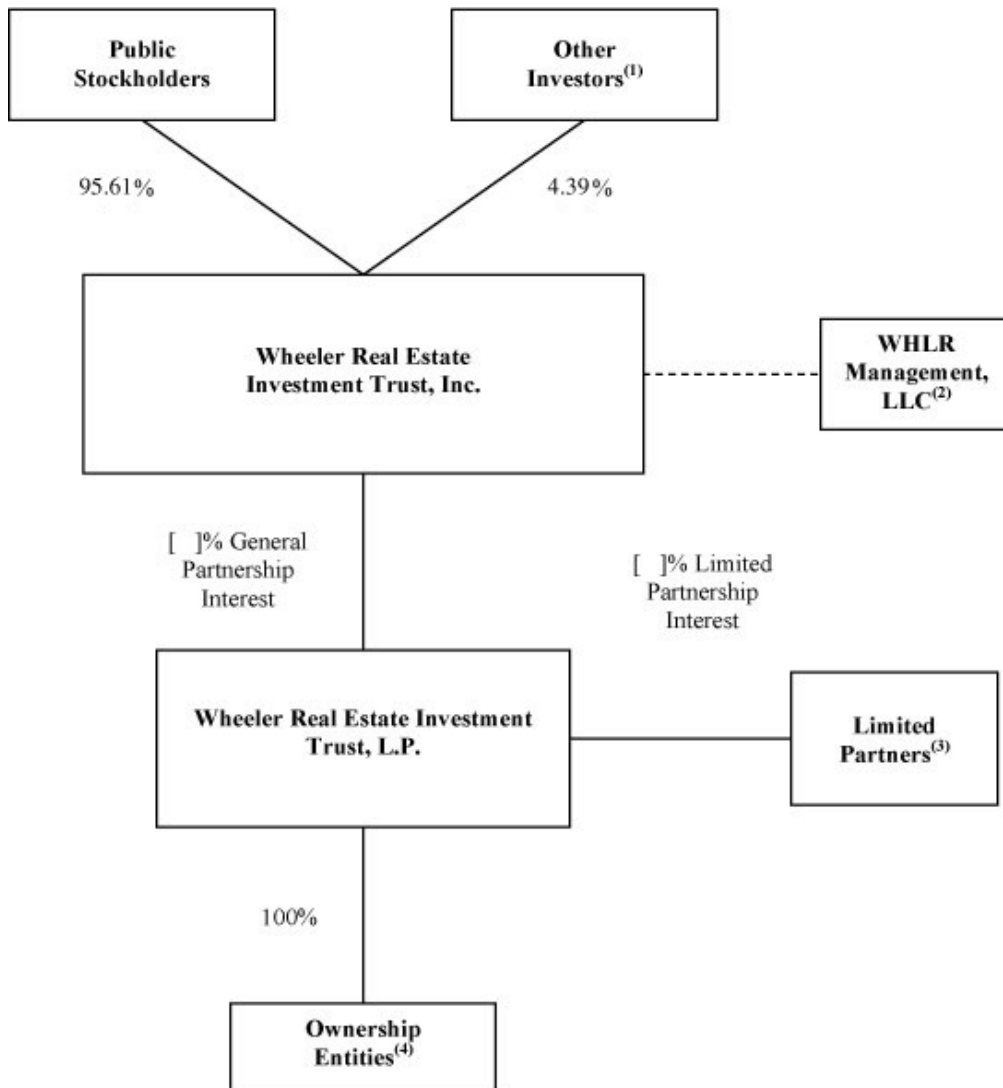 Public
Stockholders
Other
Investors(1)
95.61%
4.39%
Wheeler Real Estate
Investment Trust, Inc.
WHLR
Management,
LLC(2)
[ ]% General
Partnership
Interest
[ ]% Limited
Partnership
Interest
Wheeler Real Estate Investment
Trust, L.P.
Limited
Partners(3)
100%
Ownership
Entities(4)